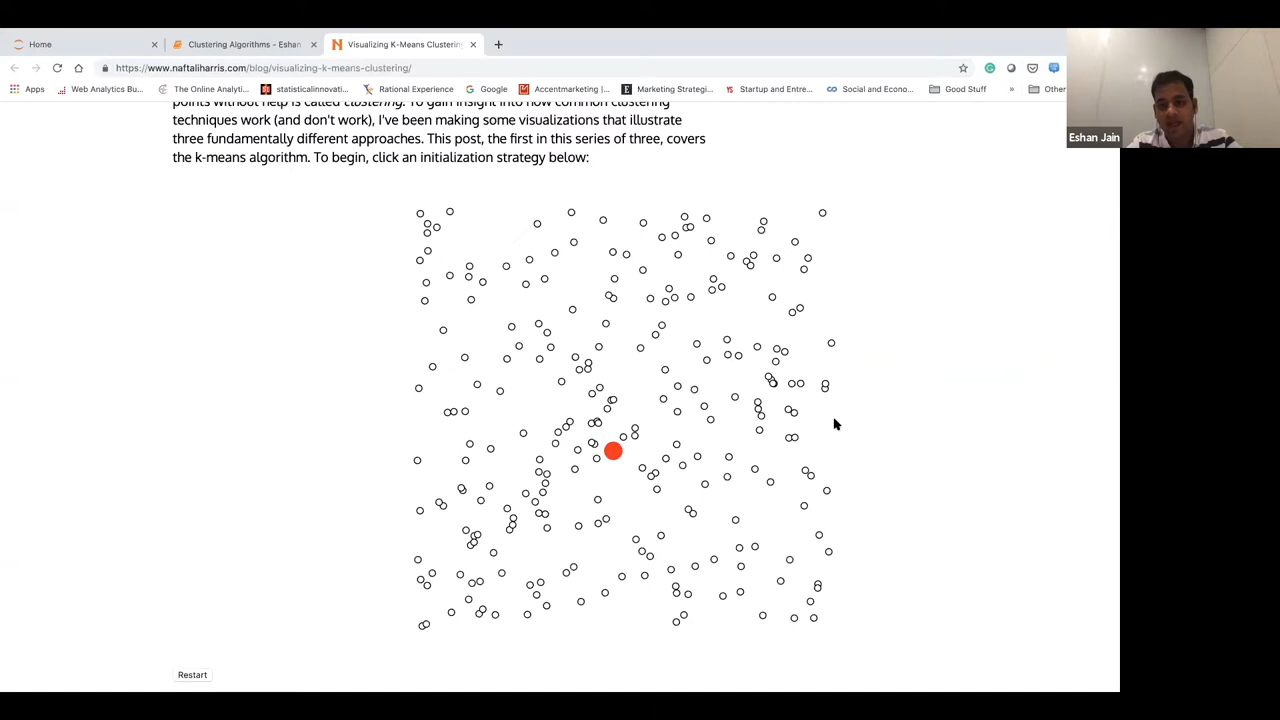 Home
Clustering Algorithms - Eshan
Visualizing K-Means Clustering
https://www.naftaliharris.com/blog/visualizing-k-means-clustering/
Apps
Web Analytics Bu...
The Online Analyti...
statisticalinnovati...
Rational Experience
Google
Accentmarketing |...
Marketing Strategi...
Startup and Entre...
Social and Econo...
Good Stuff
»
Other
Eshan Jain
points without help is called clustering. To gain insight into how common clustering
techniques work (and don't work), I've been making some visualizations that illustrate
three fundamentally different approaches. This post, the first in this series of three, covers
the k-means algorithm. To begin, click an initialization strategy below:
Restart